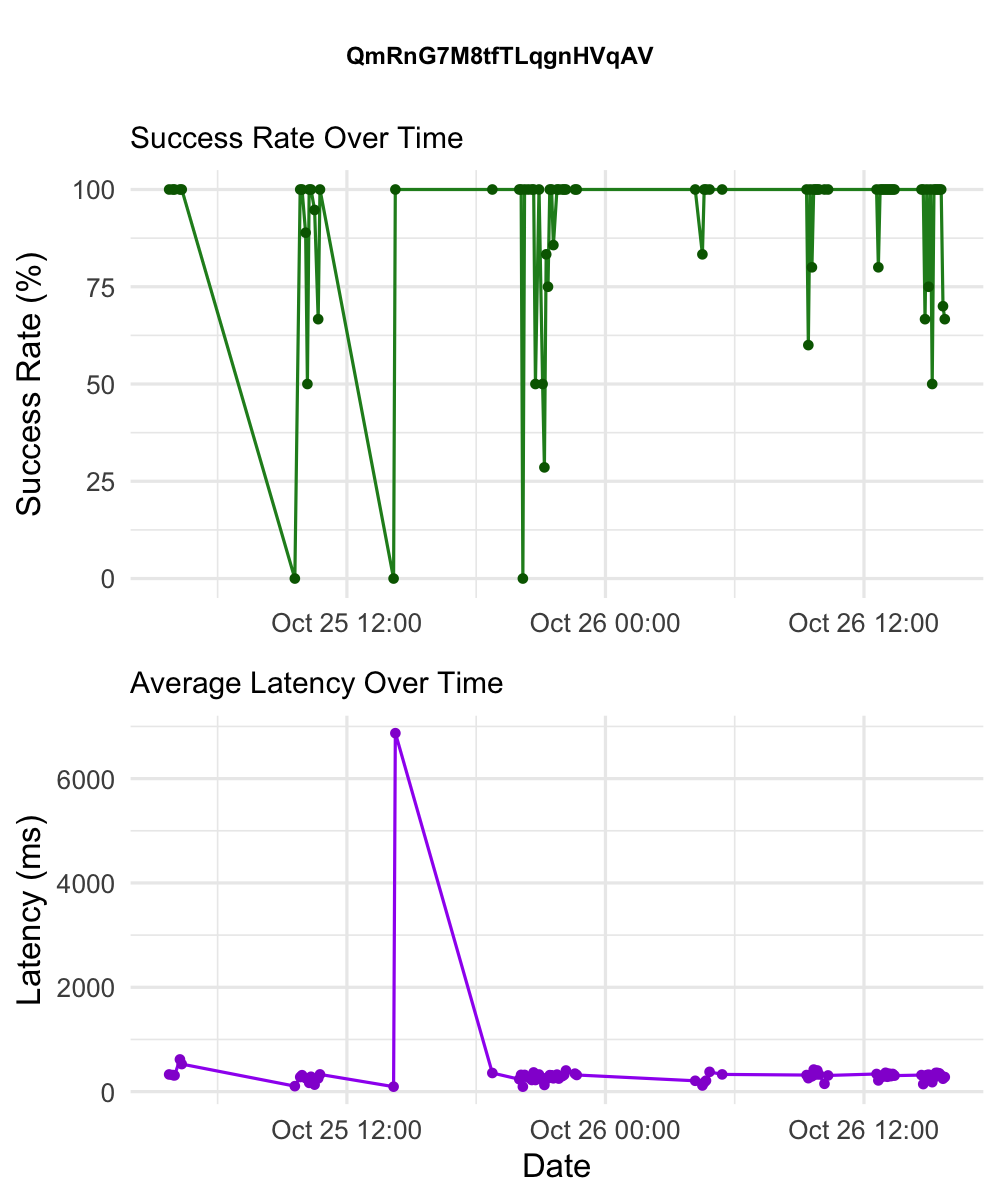 QmRnG7M8tfTLqgnHVqAV
Success Rate Over Time
Success Rate (%)
100
75
50
25
0
Oct 25 12:00 Oct 26 00:00 Oct 26 12:00
Average Latency Over Time
Latency (ms)
6000
4000
2000
0
Oct 25 12:00 Oct 26 00:00 Oct 26 12:00
Date